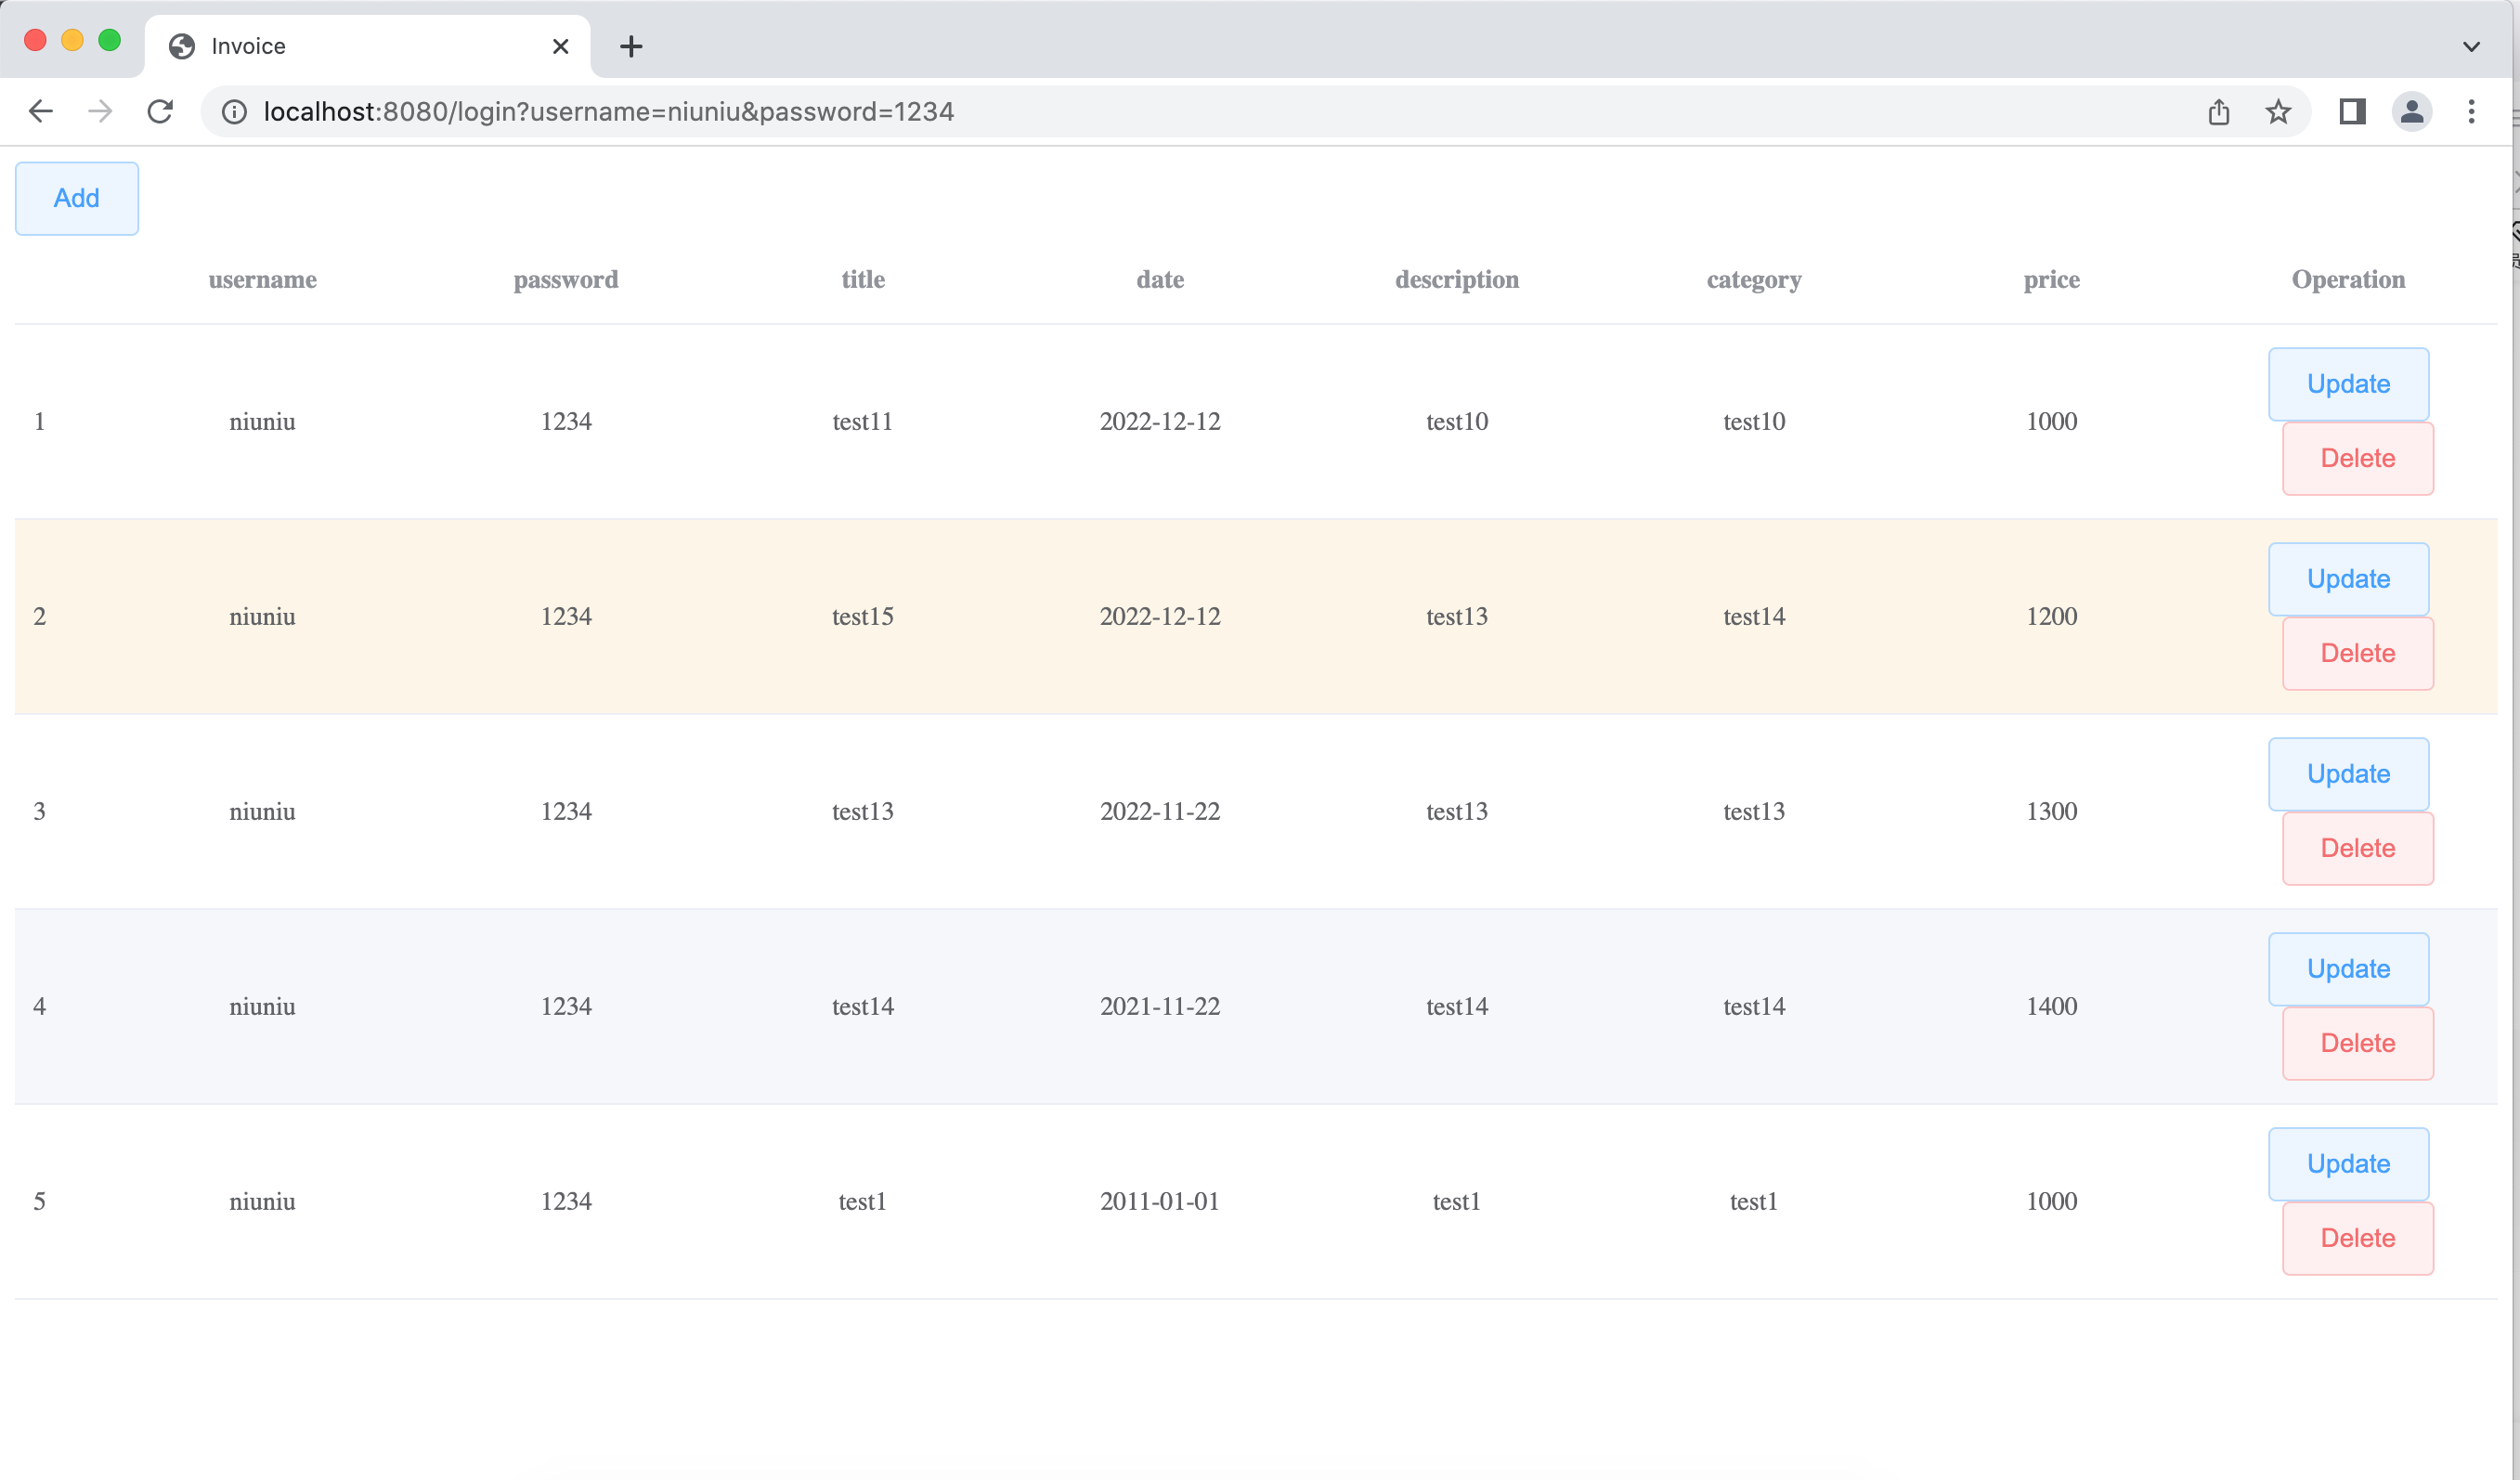 Invoice
localhost:8080/login?username=niuniu&password=1234
Add
username password title date description category price Operation
1 niuniu 1234 test11 2022-12-12 test10 test10 1000 Update
Delete
2 niuniu 1234 test15 2022-12-12 test13 test14 1200 Update
Delete
3 niuniu 1234 test13 2022-11-22 test13 test13 1300 Update
Delete
4 niuniu 1234 test14 2021-11-22 test14 test14 1400 Update
Delete
5 niuniu 1234 test1 2011-01-01 test1 test1 1000 Update
Delete